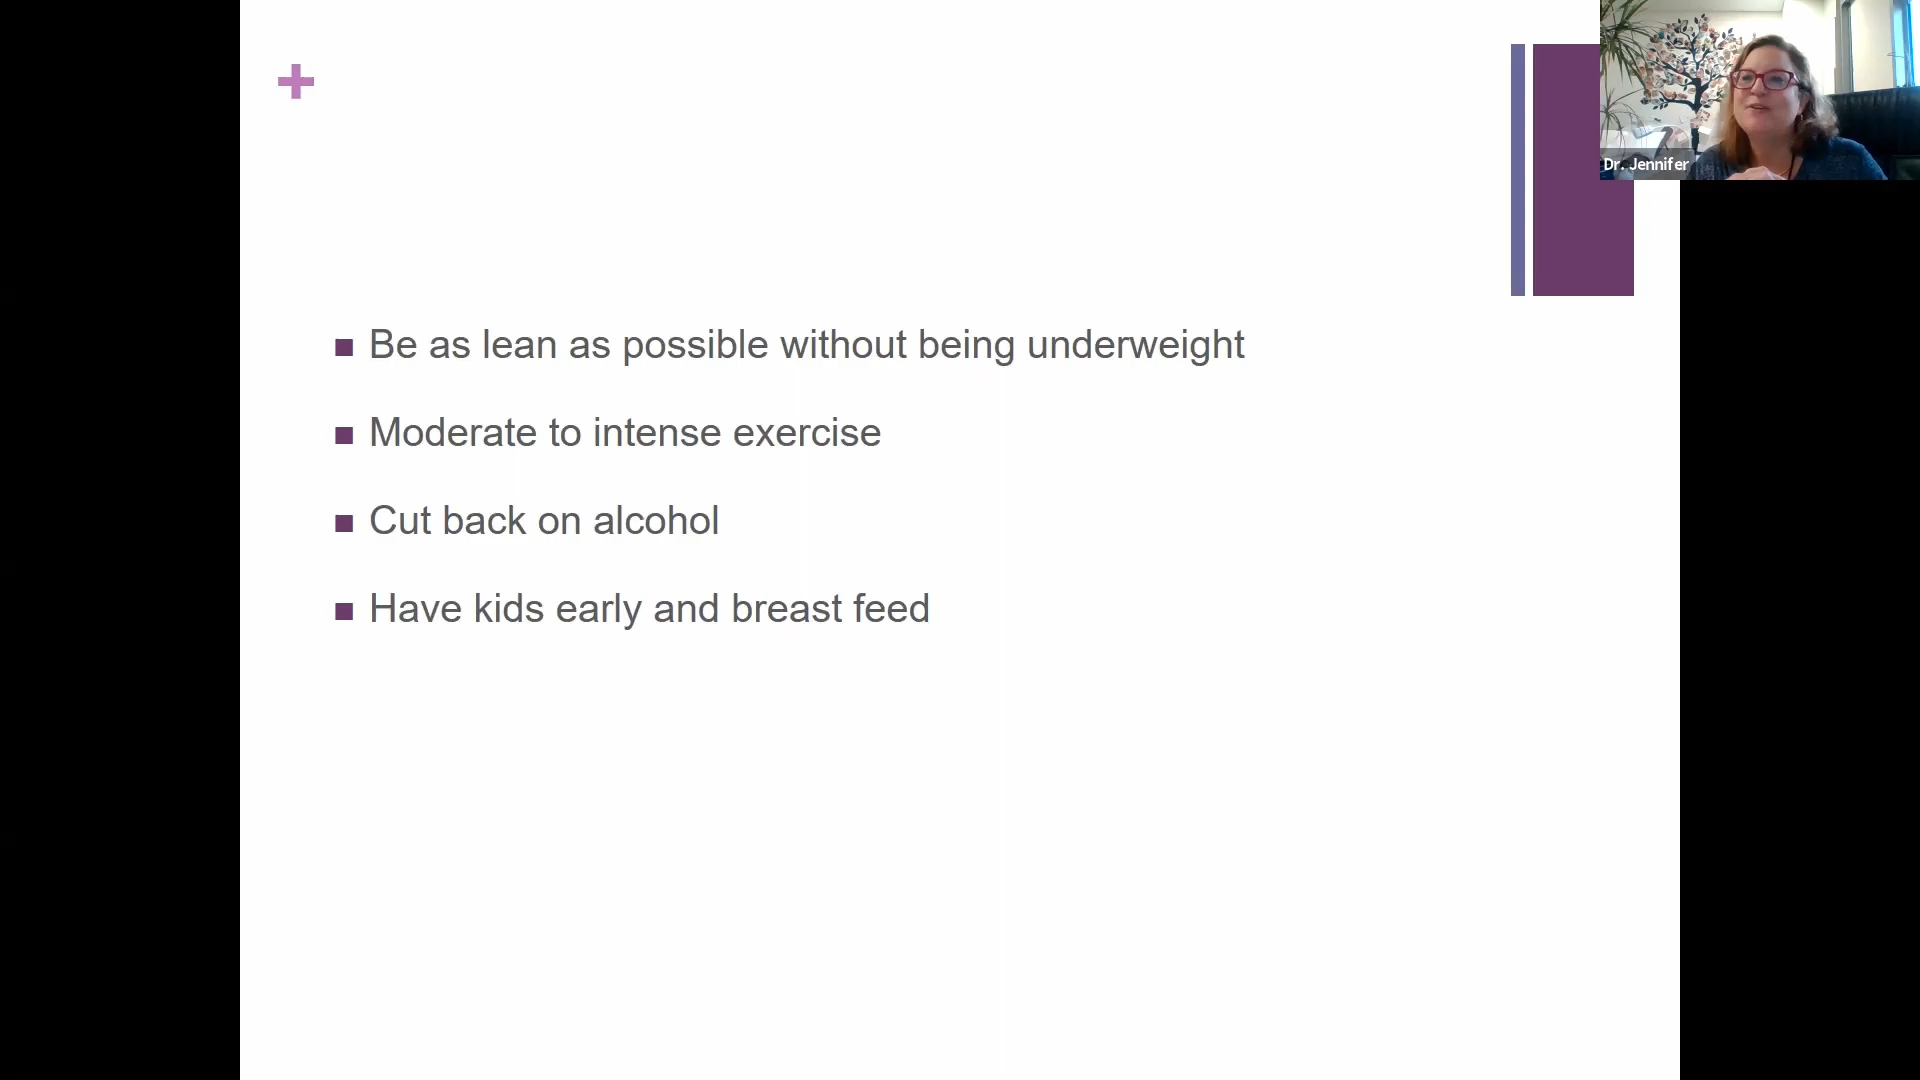 Be as lean as possible without being underweight
Moderate to intense exercise
Cut back on alcohol
Have kids early and breast feed
Dr. Jennifer